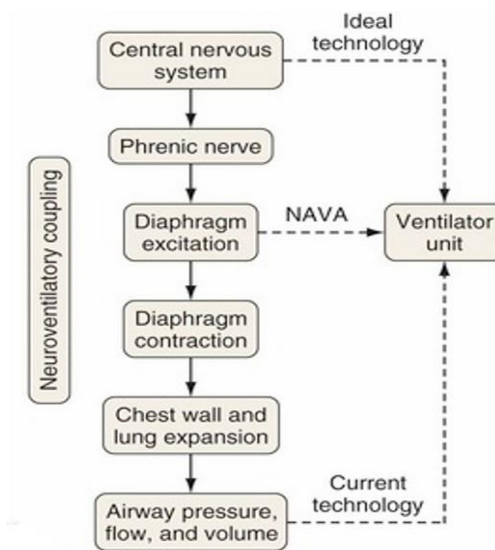 Ideal
technology
Central nervous
system
Phrenic nerve
Neuroventilatory coupling
Diaphragm
excitation
NAVA
Ventilator
unit
Diaphragm
contraction
Chest wall and
lung expansion
Current
technology
Airway pressure,
flow, and volume